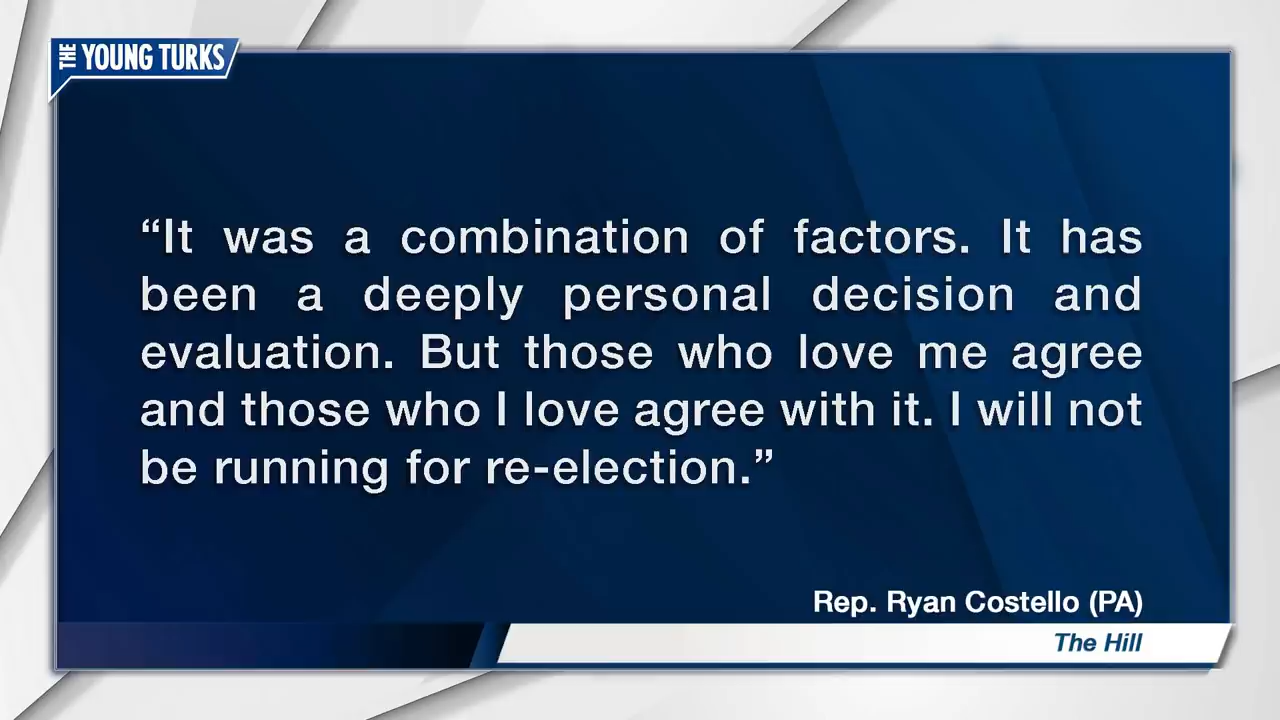 THE YOUNG TURKS
“It was a combination of factors. It has
been a deeply personal decision and
evaluation. But those who love me agree
and those who I love agree with it. I will not
be running for re-election.”
Rep. Ryan Costello (PA)
The Hill